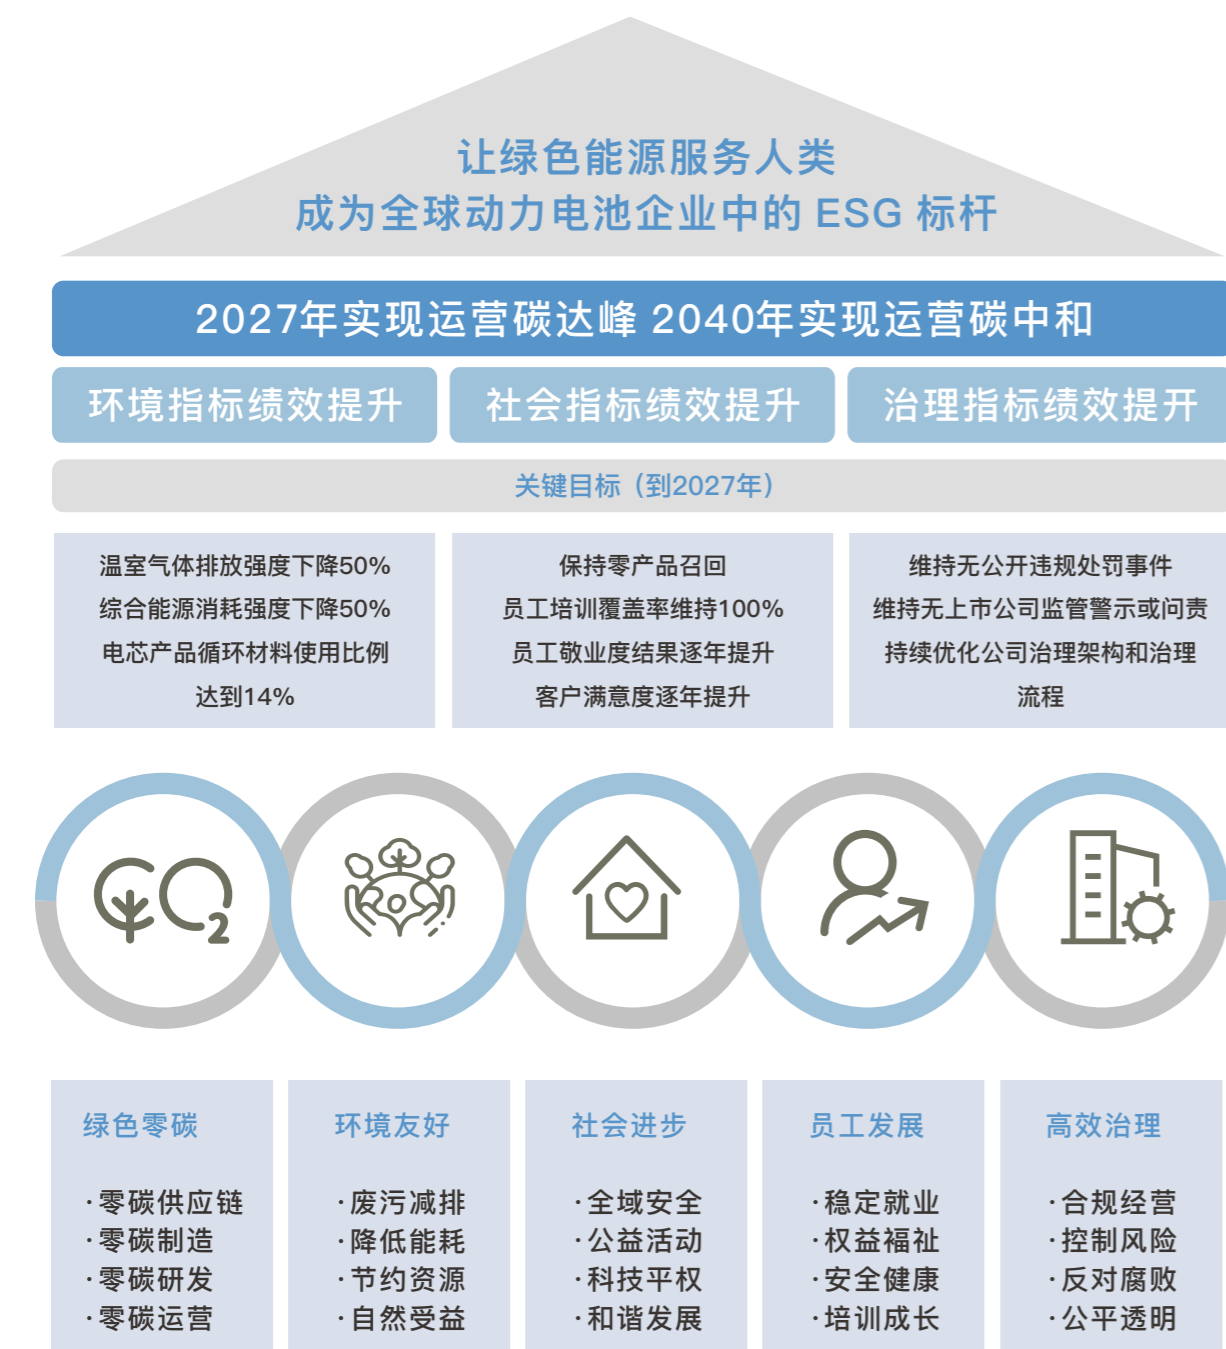 让绿色能源服务人类
成为全球动力电池企业中的 ESG 标杆
2027年实现运营碳达峰 2040年实现运营碳中和
环境指标绩效提升
社会指标绩效提升
治理指标绩效提开
关键目标（到2027年）
温室气体排放强度下降50%
综合能源消耗强度下降50%
电芯产品循环材料使用比例
达到14%
保持零产品召回
员工培训覆盖率维持100%
员工敬业度结果逐年提升
客户满意度逐年提升
维持无公开违规处罚事件
维持无上市公司监管警示或问责
持续优化公司治理架构和治理
流程
CO2
绿色零碳
·零碳供应链
·零碳制造
·零碳研发
·零碳运营
环境友好
·废污减排
·降低能耗
·节约资源
·自然受益
社会进步
·全域安全
·公益活动
·科技平权
·和谐发展
员工发展
·稳定就业
·权益福祉
·安全健康
·培训成长
高效治理
·合规经营
·控制风险
·反对腐败
·公平透明